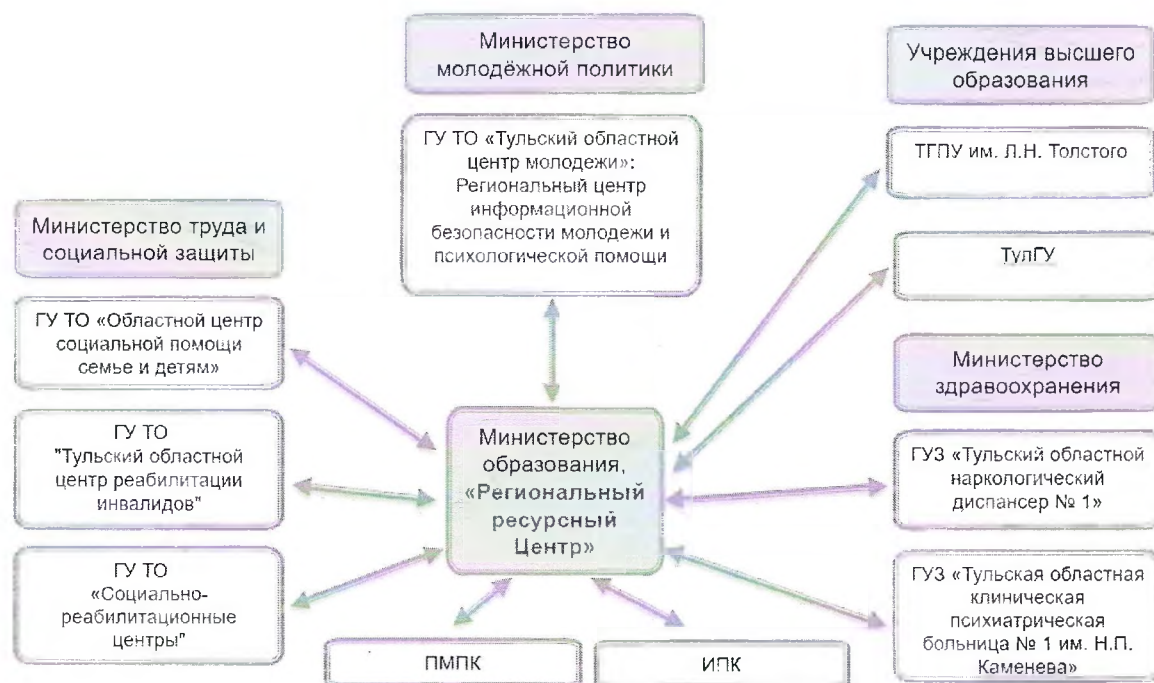 Министерство
молодёжной политики
ГУ ТО «Тульский областной
центр молодежи»:
Региональный центр
информационной
безопасности молодежи и
психологической помощи
Учреждения высшего
образования
ТГПУ им. Л.Н. Толстого
ТулГУ
Министерство труда и
социальной защиты
ГУ ТО «Областной центр
социальной помощи
семье и детям»
ГУ ТО
"Тульский областной
центр реабилитации
инвалидов"
ГУ ТО
«Социально-
реабилитационные
центры"
Министерство
образования,
«Региональный
ресурсный
Центр»
Министерство
здравоохранения
ГУЗ «Тульский областной
наркологический
диспансер № 1»
ГУЗ «Тульская областная
клиническая
психиатрическая
больница № 1 им. Н.П.
Каменева»
ПМПК
ИПК